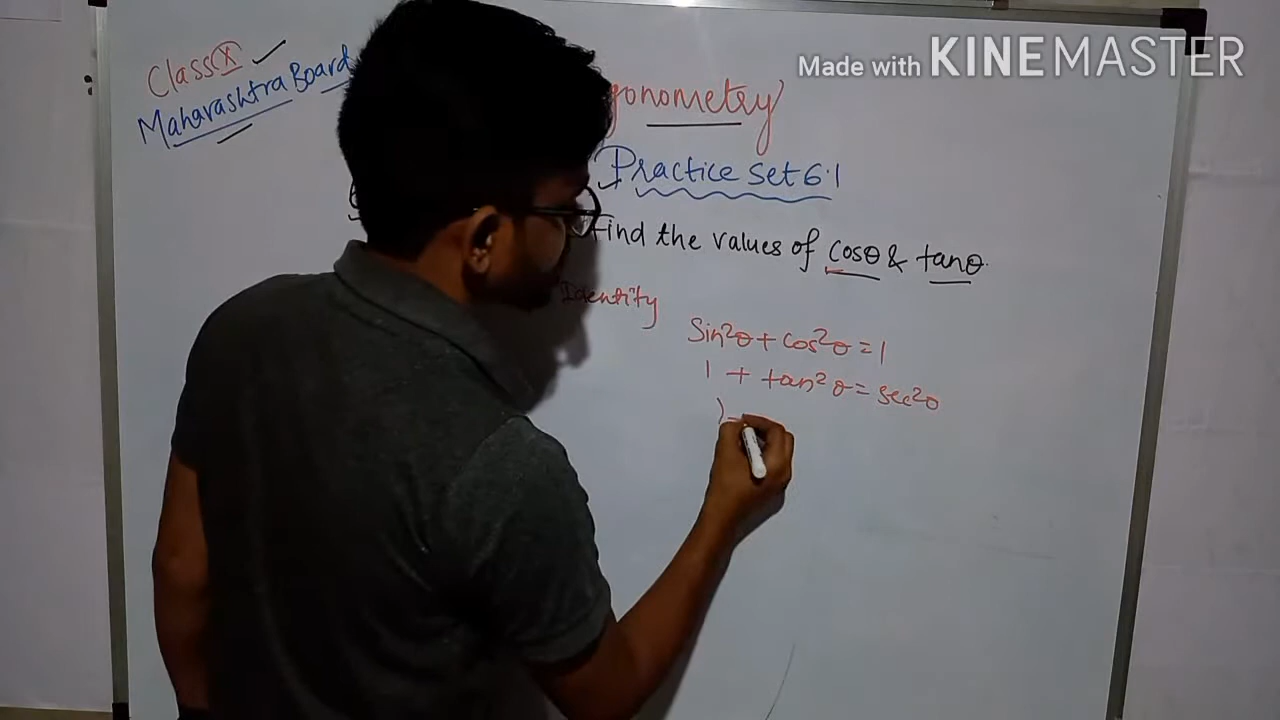 Class X
Maharashtra Board
Made with KINEMASTER
gonometry
Practice Set 6.1
Find the values of cosθ & tanθ.
Identity
Sin²θ + cos²θ = 1
1 + tan²θ = sec²θ